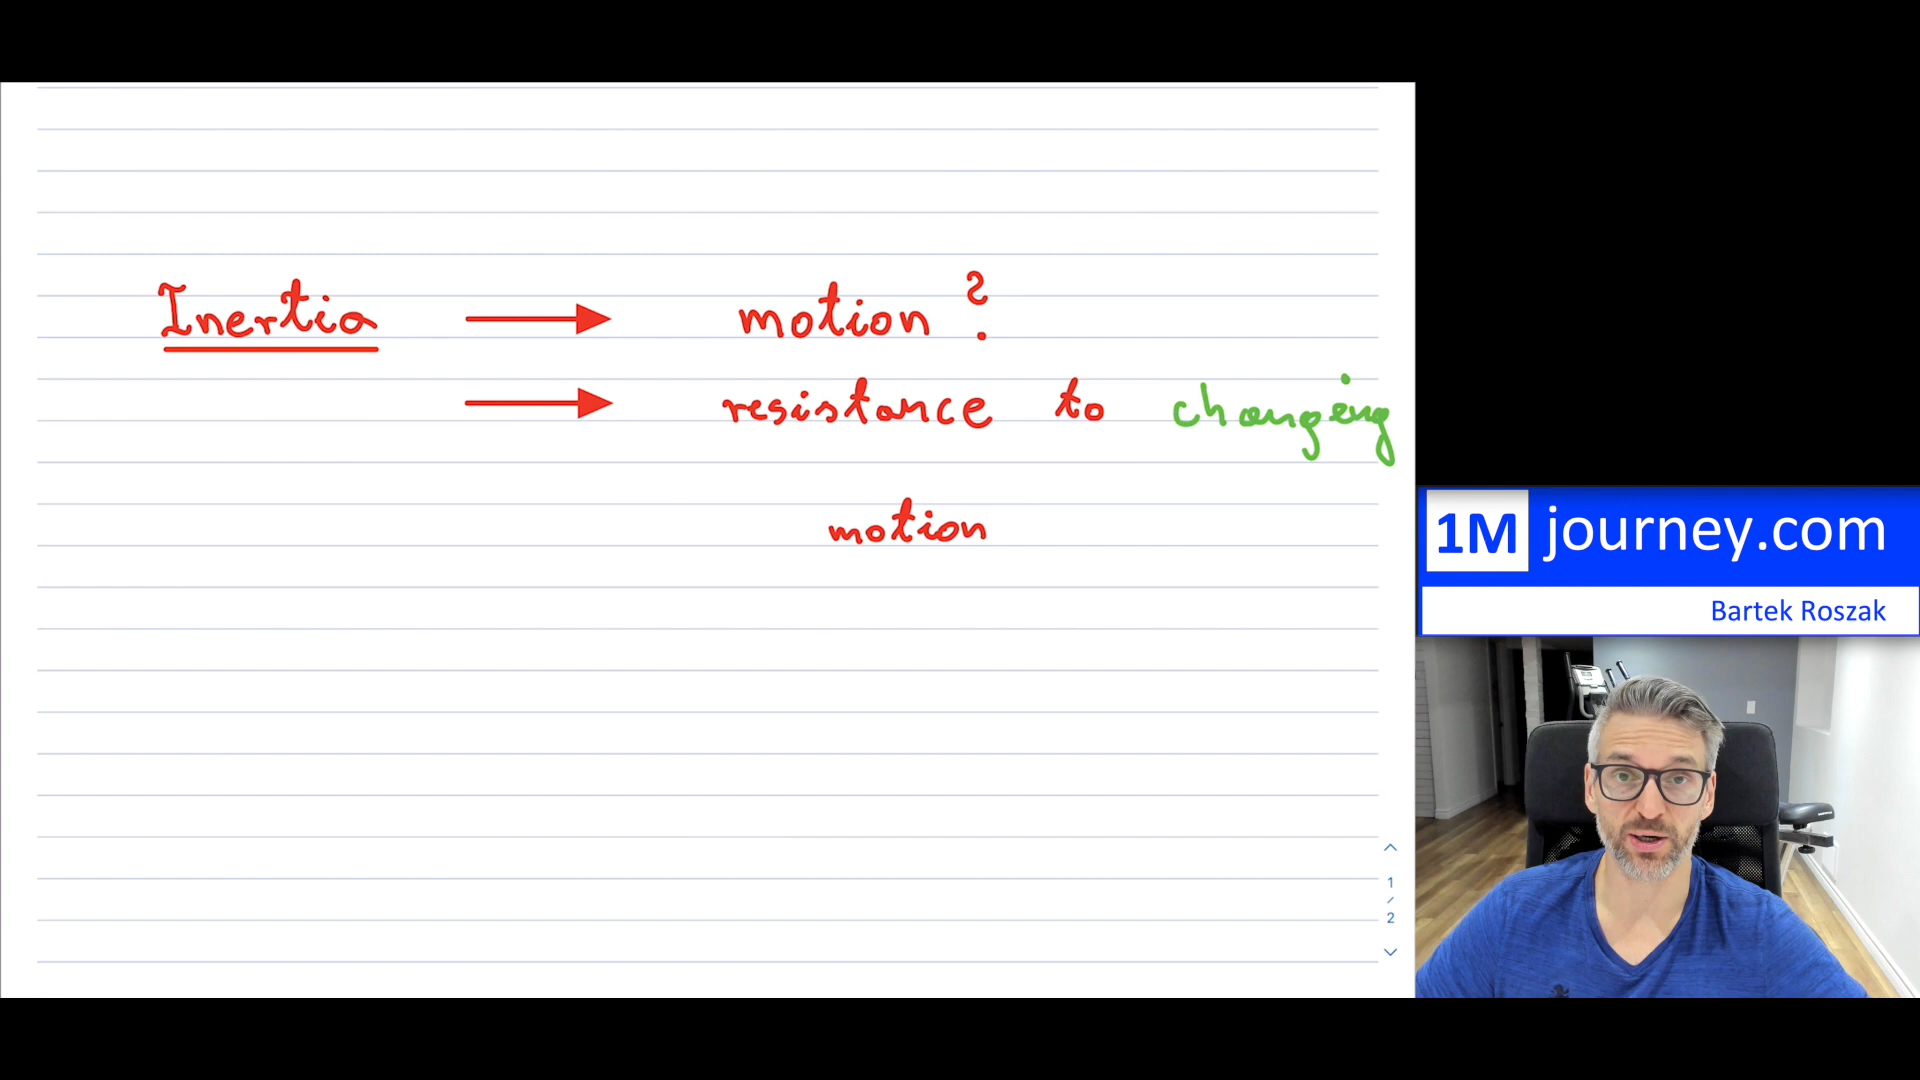 Inertia → motion?
→ resistance to changing
motion
1M journey.com
Bartek Roszak
1
/
2